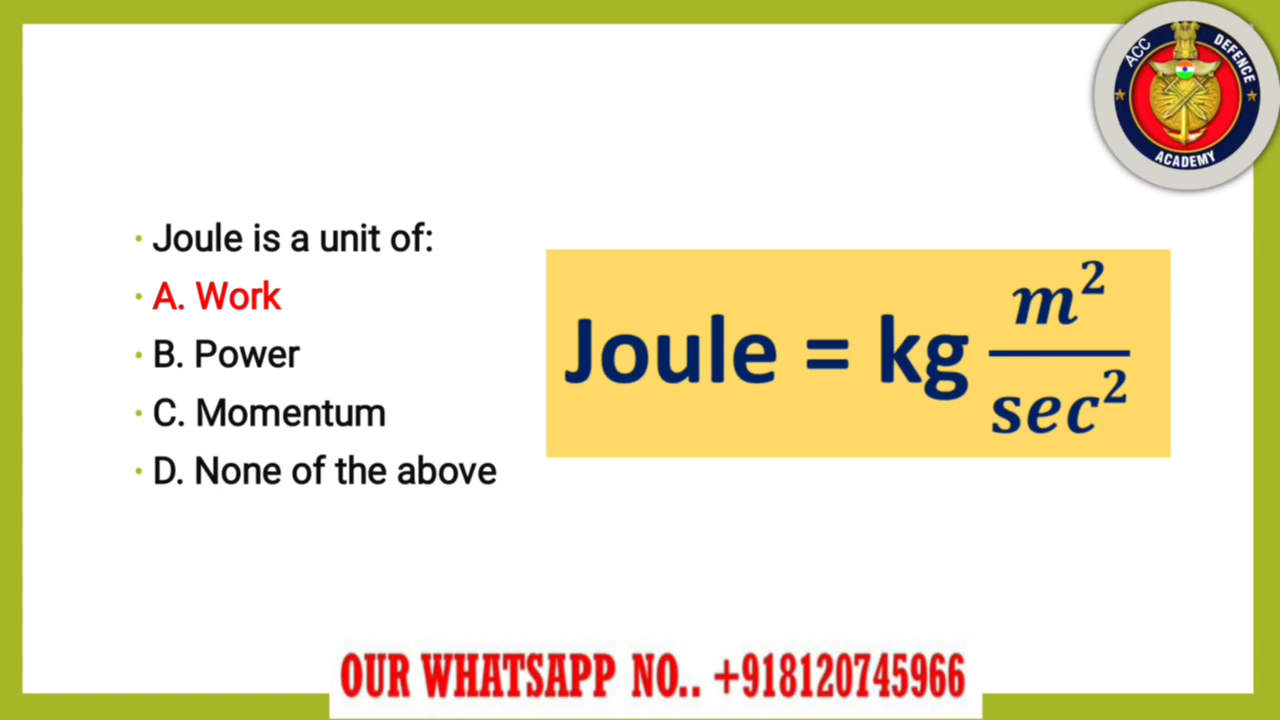 ACC DEFENCE
ACADEMY
• Joule is a unit of:
• A. Work
• B. Power
• C. Momentum
• D. None of the above
Joule = kg m²/sec²
OUR WHATSAPP NO.. +918120745966